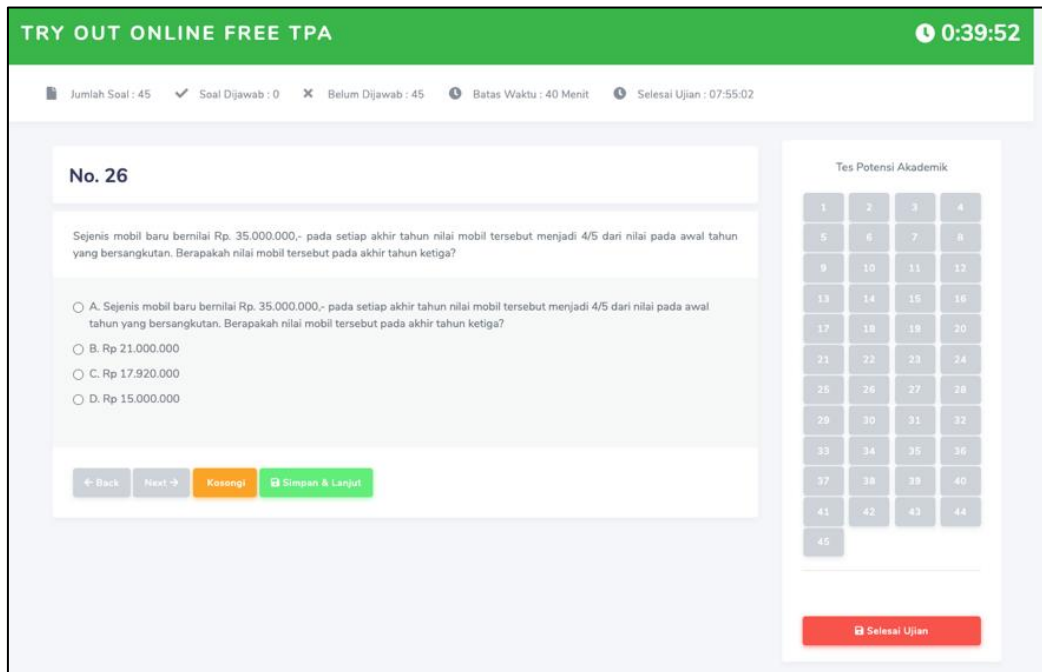 TRY OUT ONLINE FREE TPA
0:39:52
Jumlah Soal : 45 Soal Dijawab : 0 Belum Dijawab : 45 Batas Waktu : 40 Menit Selesai Ujian : 07:55:02
No. 26
Sejenis mobil baru bernilai Rp. 35.000.000,- pada setiap akhir tahun nilai mobil tersebut menjadi 4/5 dari nilai pada awal tahun
yang bersangkutan. Berapakah nilai mobil tersebut pada akhir tahun ketiga?
A. Sejenis mobil baru bernilai Rp. 35.000.000,- pada setiap akhir tahun nilai mobil tersebut menjadi 4/5 dari nilai pada awal
tahun yang bersangkutan. Berapakah nilai mobil tersebut pada akhir tahun ketiga?
B. Rp 21.000.000
C. Rp 17.920.000
D. Rp 15.000.000
← Back Next → Kosongi Simpan & Lanjut
Tes Potensi Akademik
1 2 3 4
5 6 7 8
9 10 11 12
13 14 15 16
17 18 19 20
21 22 23 24
25 26 27 28
29 30 31 32
33 34 35 36
37 38 39 40
41 42 43 44
45
Selesai Ujian